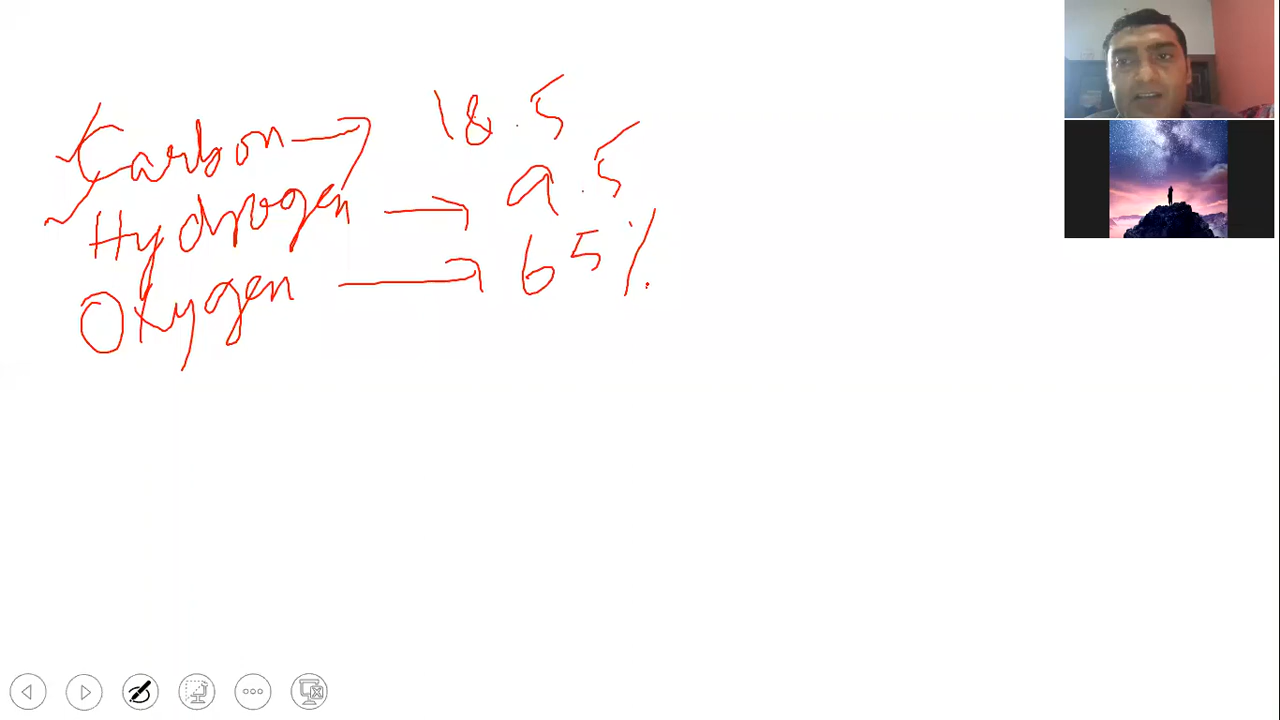 Carbon → 18.5
Hydrogen → 9.5
Oxygen → 65%